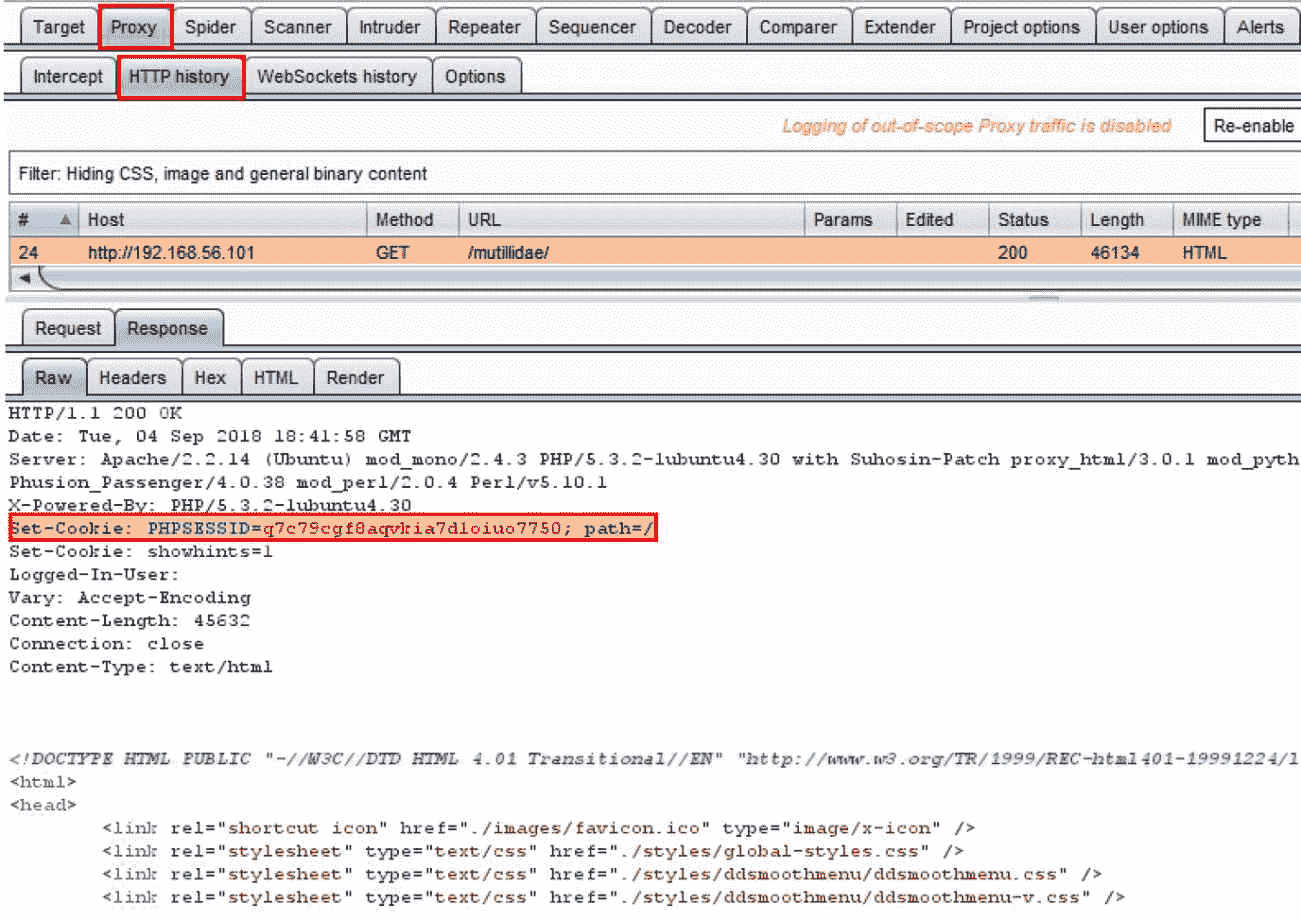 Target Proxy Spider Scanner Intruder Repeater Sequencer Decoder Comparer Extender Project options User options Alerts
Intercept HTTP history WebSockets history Options
Logging of out-of-scope Proxy traffic is disabled Re-enable
Filter: Hiding CSS, image and general binary content
# Host Method URL Params Edited Status Length MIME type
24 http://192.168.56.101 GET /mutillidae/ 200 46134 HTML
Request Response
Raw Headers Hex HTML Render
HTTP/1.1 200 OK
Date: Tue, 04 Sep 2018 18:41:58 GMT
Server: Apache/2.2.14 (Ubuntu) mod_mono/2.4.3 PHP/5.3.2-1ubuntu4.30 with Suhosin-Patch proxy_html/3.0.1 mod_pyth
Phusion_Passenger/4.0.38 mod_perl/2.0.4 Perl/v5.10.1
X-Powered-By: PHP/5.3.2-1ubuntu4.30
Set-Cookie: PHPSESSID=q7c79cgf8aqvkia7d1oiuo7750; path=/
Set-Cookie: showhints=1
Logged-In-User:
Vary: Accept-Encoding
Content-Length: 45632
Connection: close
Content-Type: text/html
<!DOCTYPE HTML PUBLIC "-//W3C//DTD HTML 4.01 Transitional//EN" "http://www.w3.org/TR/1999/REC-html401-19991224/l
<html>
<head>
<link rel="shortcut icon" href="./images/favicon.ico" type="image/x-icon" />
<link rel="stylesheet" type="text/css" href="./styles/global-styles.css" />
<link rel="stylesheet" type="text/css" href="./styles/ddsmoothmenu/ddsmoothmenu.css" />
<link rel="stylesheet" type="text/css" href="./styles/ddsmoothmenu/ddsmoothmenu-v.css" />